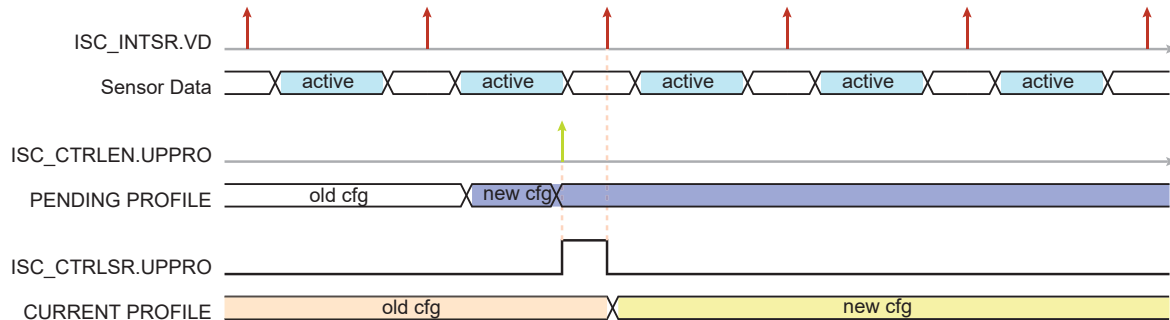 ISC_INTSR.VD
Sensor Data active active active active active
ISC_CTRLEN.UPPRO
PENDING PROFILE old cfg new cfg
ISC_CTRLSR.UPPRO
CURRENT PROFILE old cfg new cfg